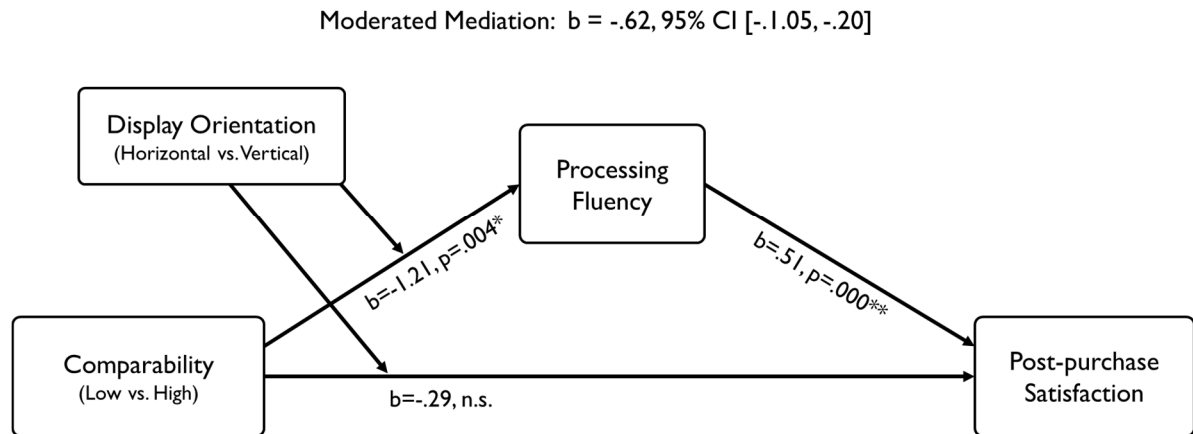 Moderated Mediation: b = -.62, 95% CI [-.1.05, -.20]
Display Orientation
(Horizontal vs. Vertical)
Processing
Fluency
b=-1.21, p=.004*
b=.51, p=.000**
Comparability
(Low vs. High)
b=-.29, n.s.
Post-purchase
Satisfaction